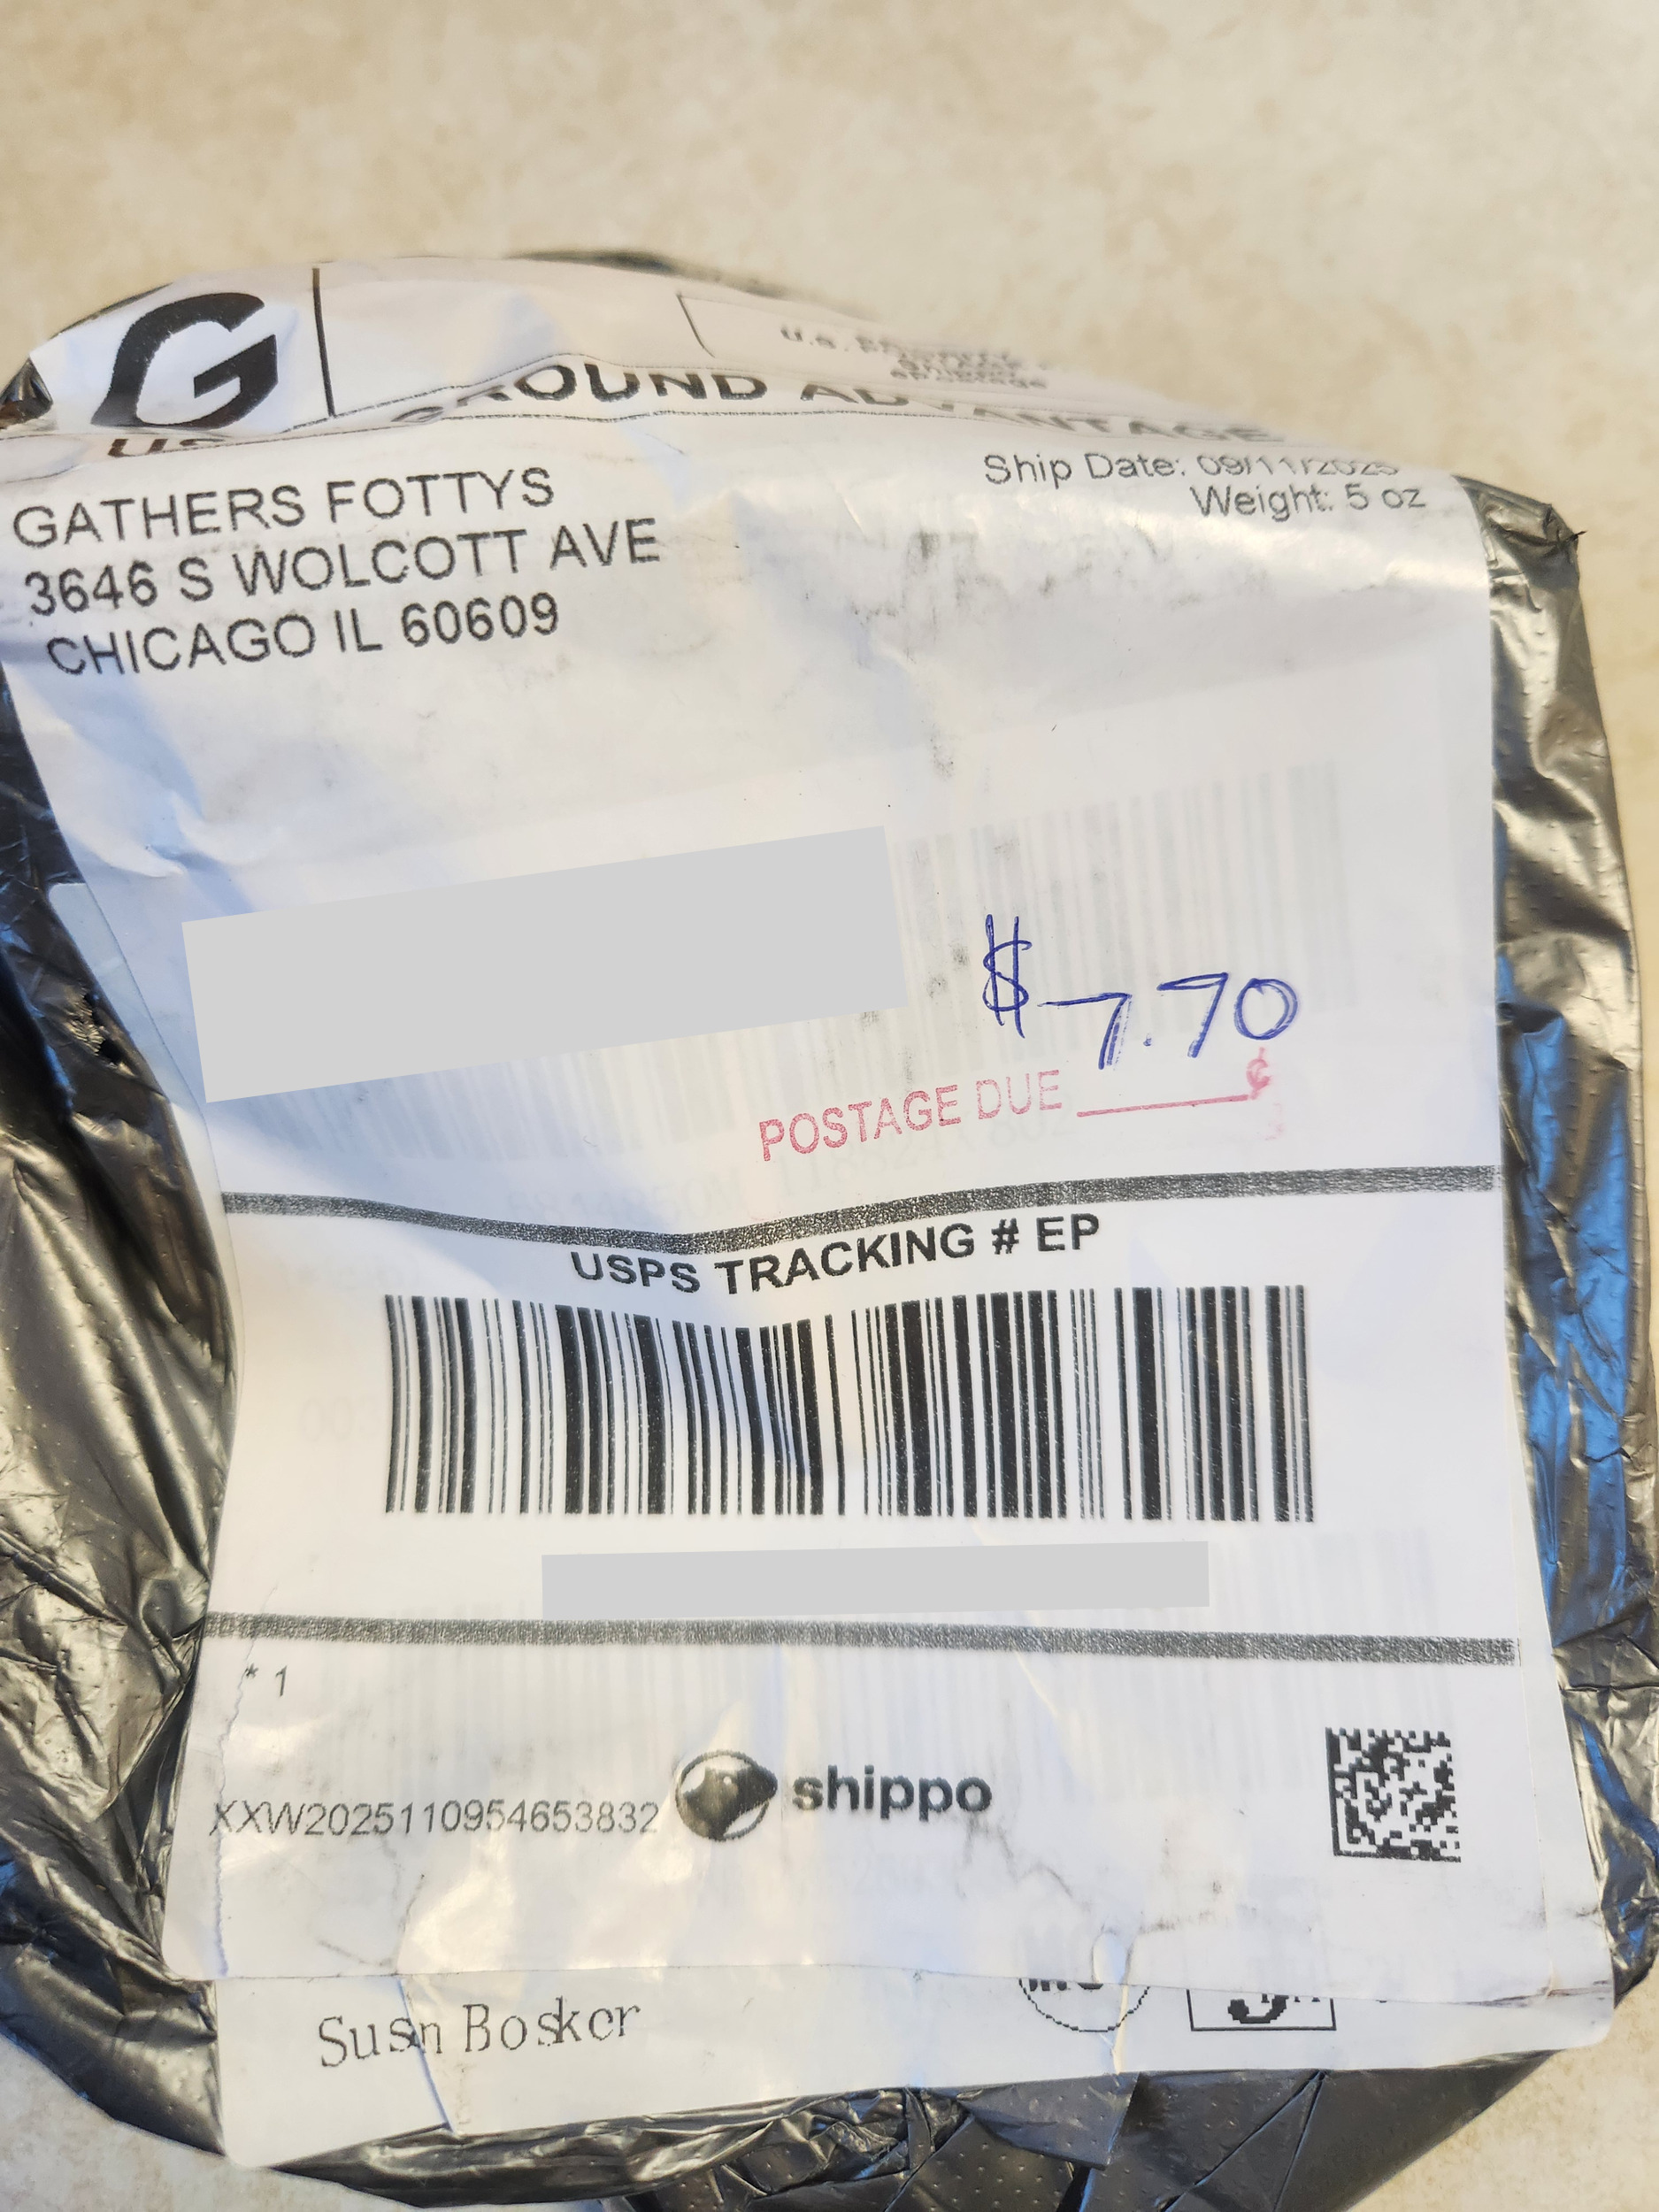 G
GROUND ADVANTAGE
GATHERS FOTTYS
3646 S WOLCOTT AVE
CHICAGO IL 60609
Ship Date: 09/11/2025
Weight: 5 oz
$7.70
POSTAGE DUE ¢
USPS TRACKING # EP
* 1
XXW2025110954653832
shippo
Susn Bosker